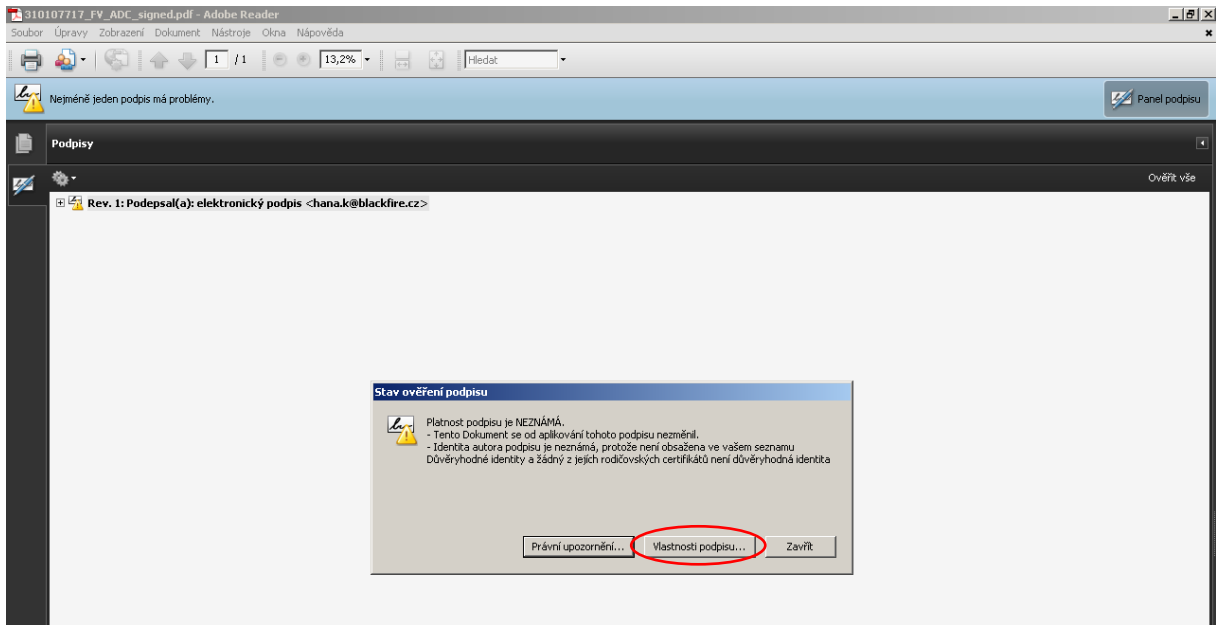 310107717_FV_ADC_signed.pdf - Adobe Reader
Soubor Úpravy Zobrazení Dokument Nástroje Okna Nápověda
1 / 1 13,2% Hledat
Nejméně jeden podpis má problémy.
Panel podpisu
Podpisy
Ověřit vše
Rev. 1: Podepsal(a): elektronický podpis <hana.k@blackfire.cz>
Stav ověření podpisu
Platnost podpisu je NEZNÁMÁ.
- Tento Dokument se od aplikování tohoto podpisu nezměnil.
- Identita autora podpisu je neznámá, protože není obsažena ve vašem seznamu
Důvěryhodné identity a žádný z jejích rodičovských certifikátů není důvěryhodná identita
Právní upozornění... Vlastnosti podpisu... Zavřít